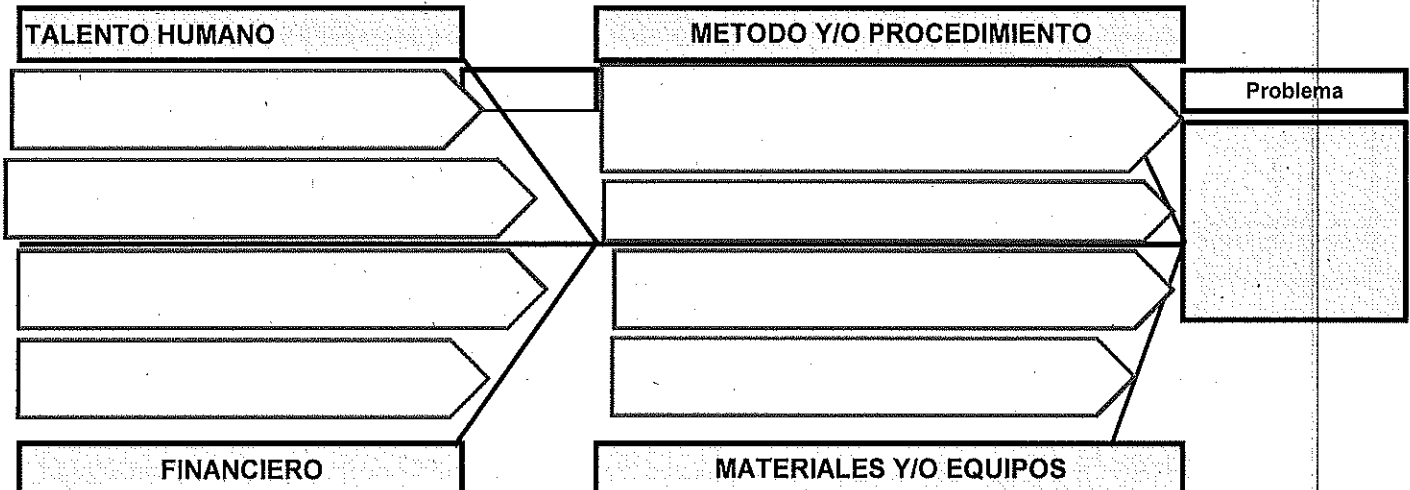 TALENTO HUMANO
METODO Y/O PROCEDIMIENTO
Problema
FINANCIERO
MATERIALES Y/O EQUIPOS